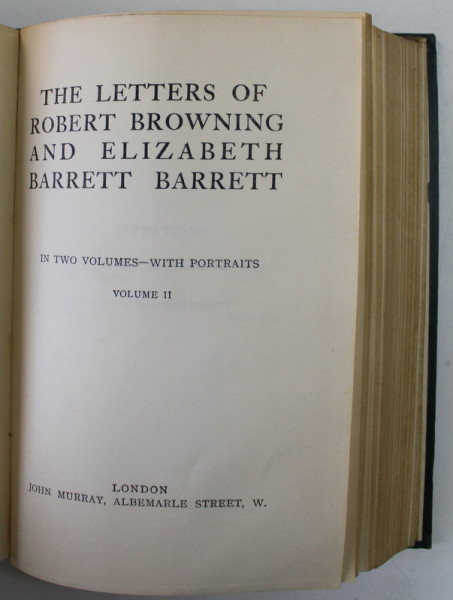 THE LETTERS OF
ROBERT BROWNING
AND ELIZABETH
BARRETT BARRETT
IN TWO VOLUMES—WITH PORTRAITS
VOLUME II
LONDON
JOHN MURRAY, ALBEMARLE STREET, W.